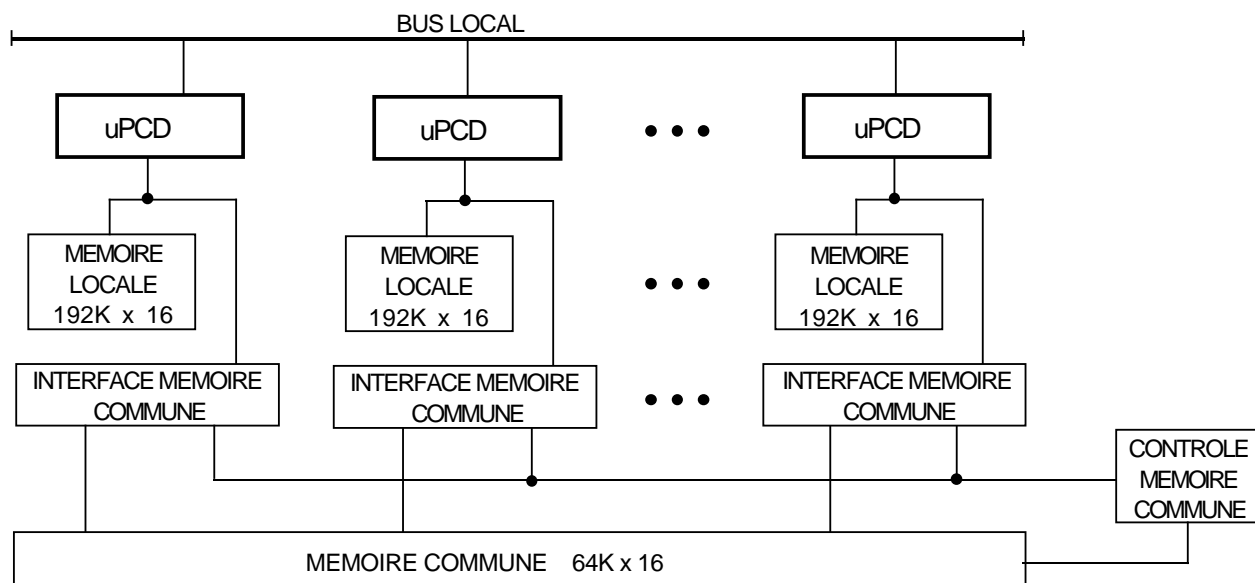 BUS LOCAL
uPCD
uPCD
uPCD
MEMOIRE
LOCALE
192K x 16
MEMOIRE
LOCALE
192K x 16
MEMOIRE
LOCALE
192K x 16
INTERFACE MEMOIRE
COMMUNE
INTERFACE MEMOIRE
COMMUNE
INTERFACE MEMOIRE
COMMUNE
CONTROLE
MEMOIRE
COMMUNE
MEMOIRE COMMUNE 64K x 16